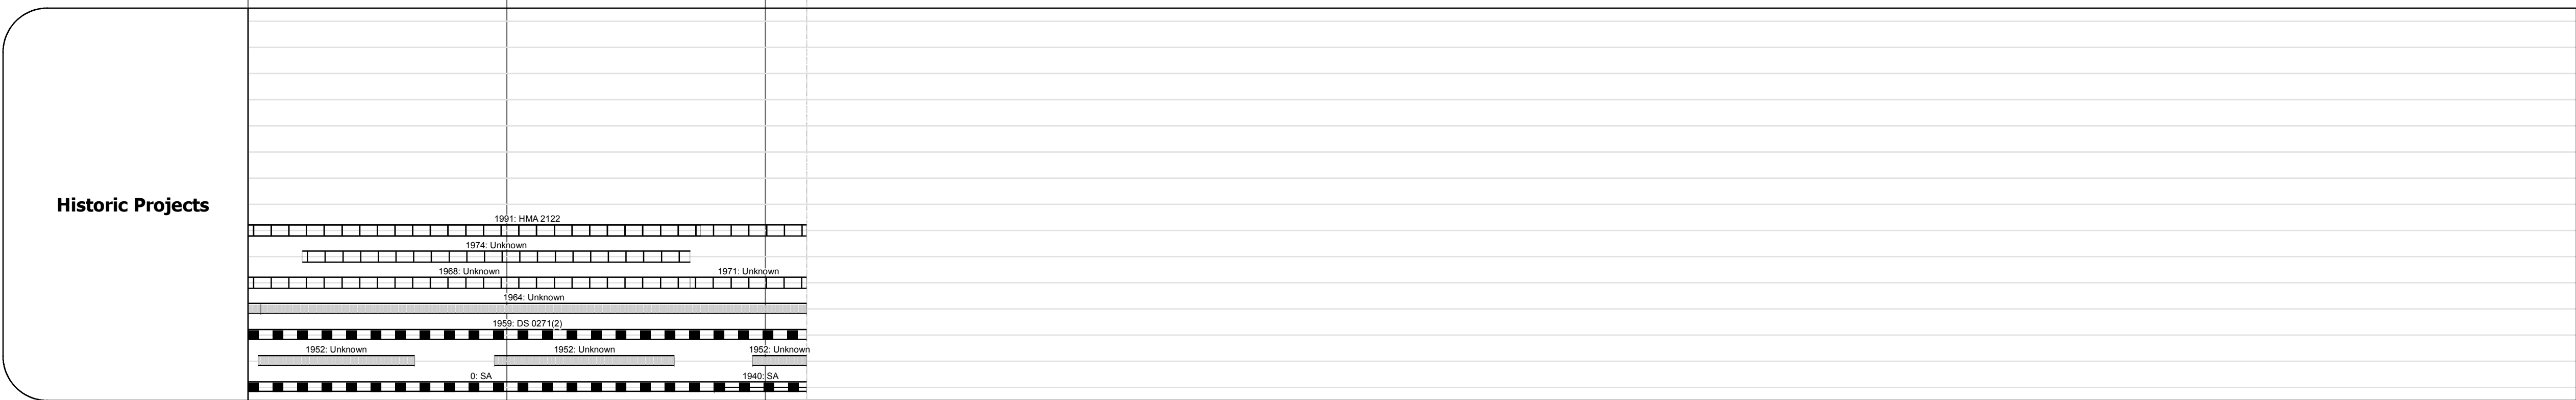 Historic Projects
1991: HMA 2122
1974: Unknown
1968: Unknown
1971: Unknown
1964: Unknown
1959: DS 0271(2)
1952: Unknown
1952: Unknown
1952: Unknown
0: SA
1940: SA